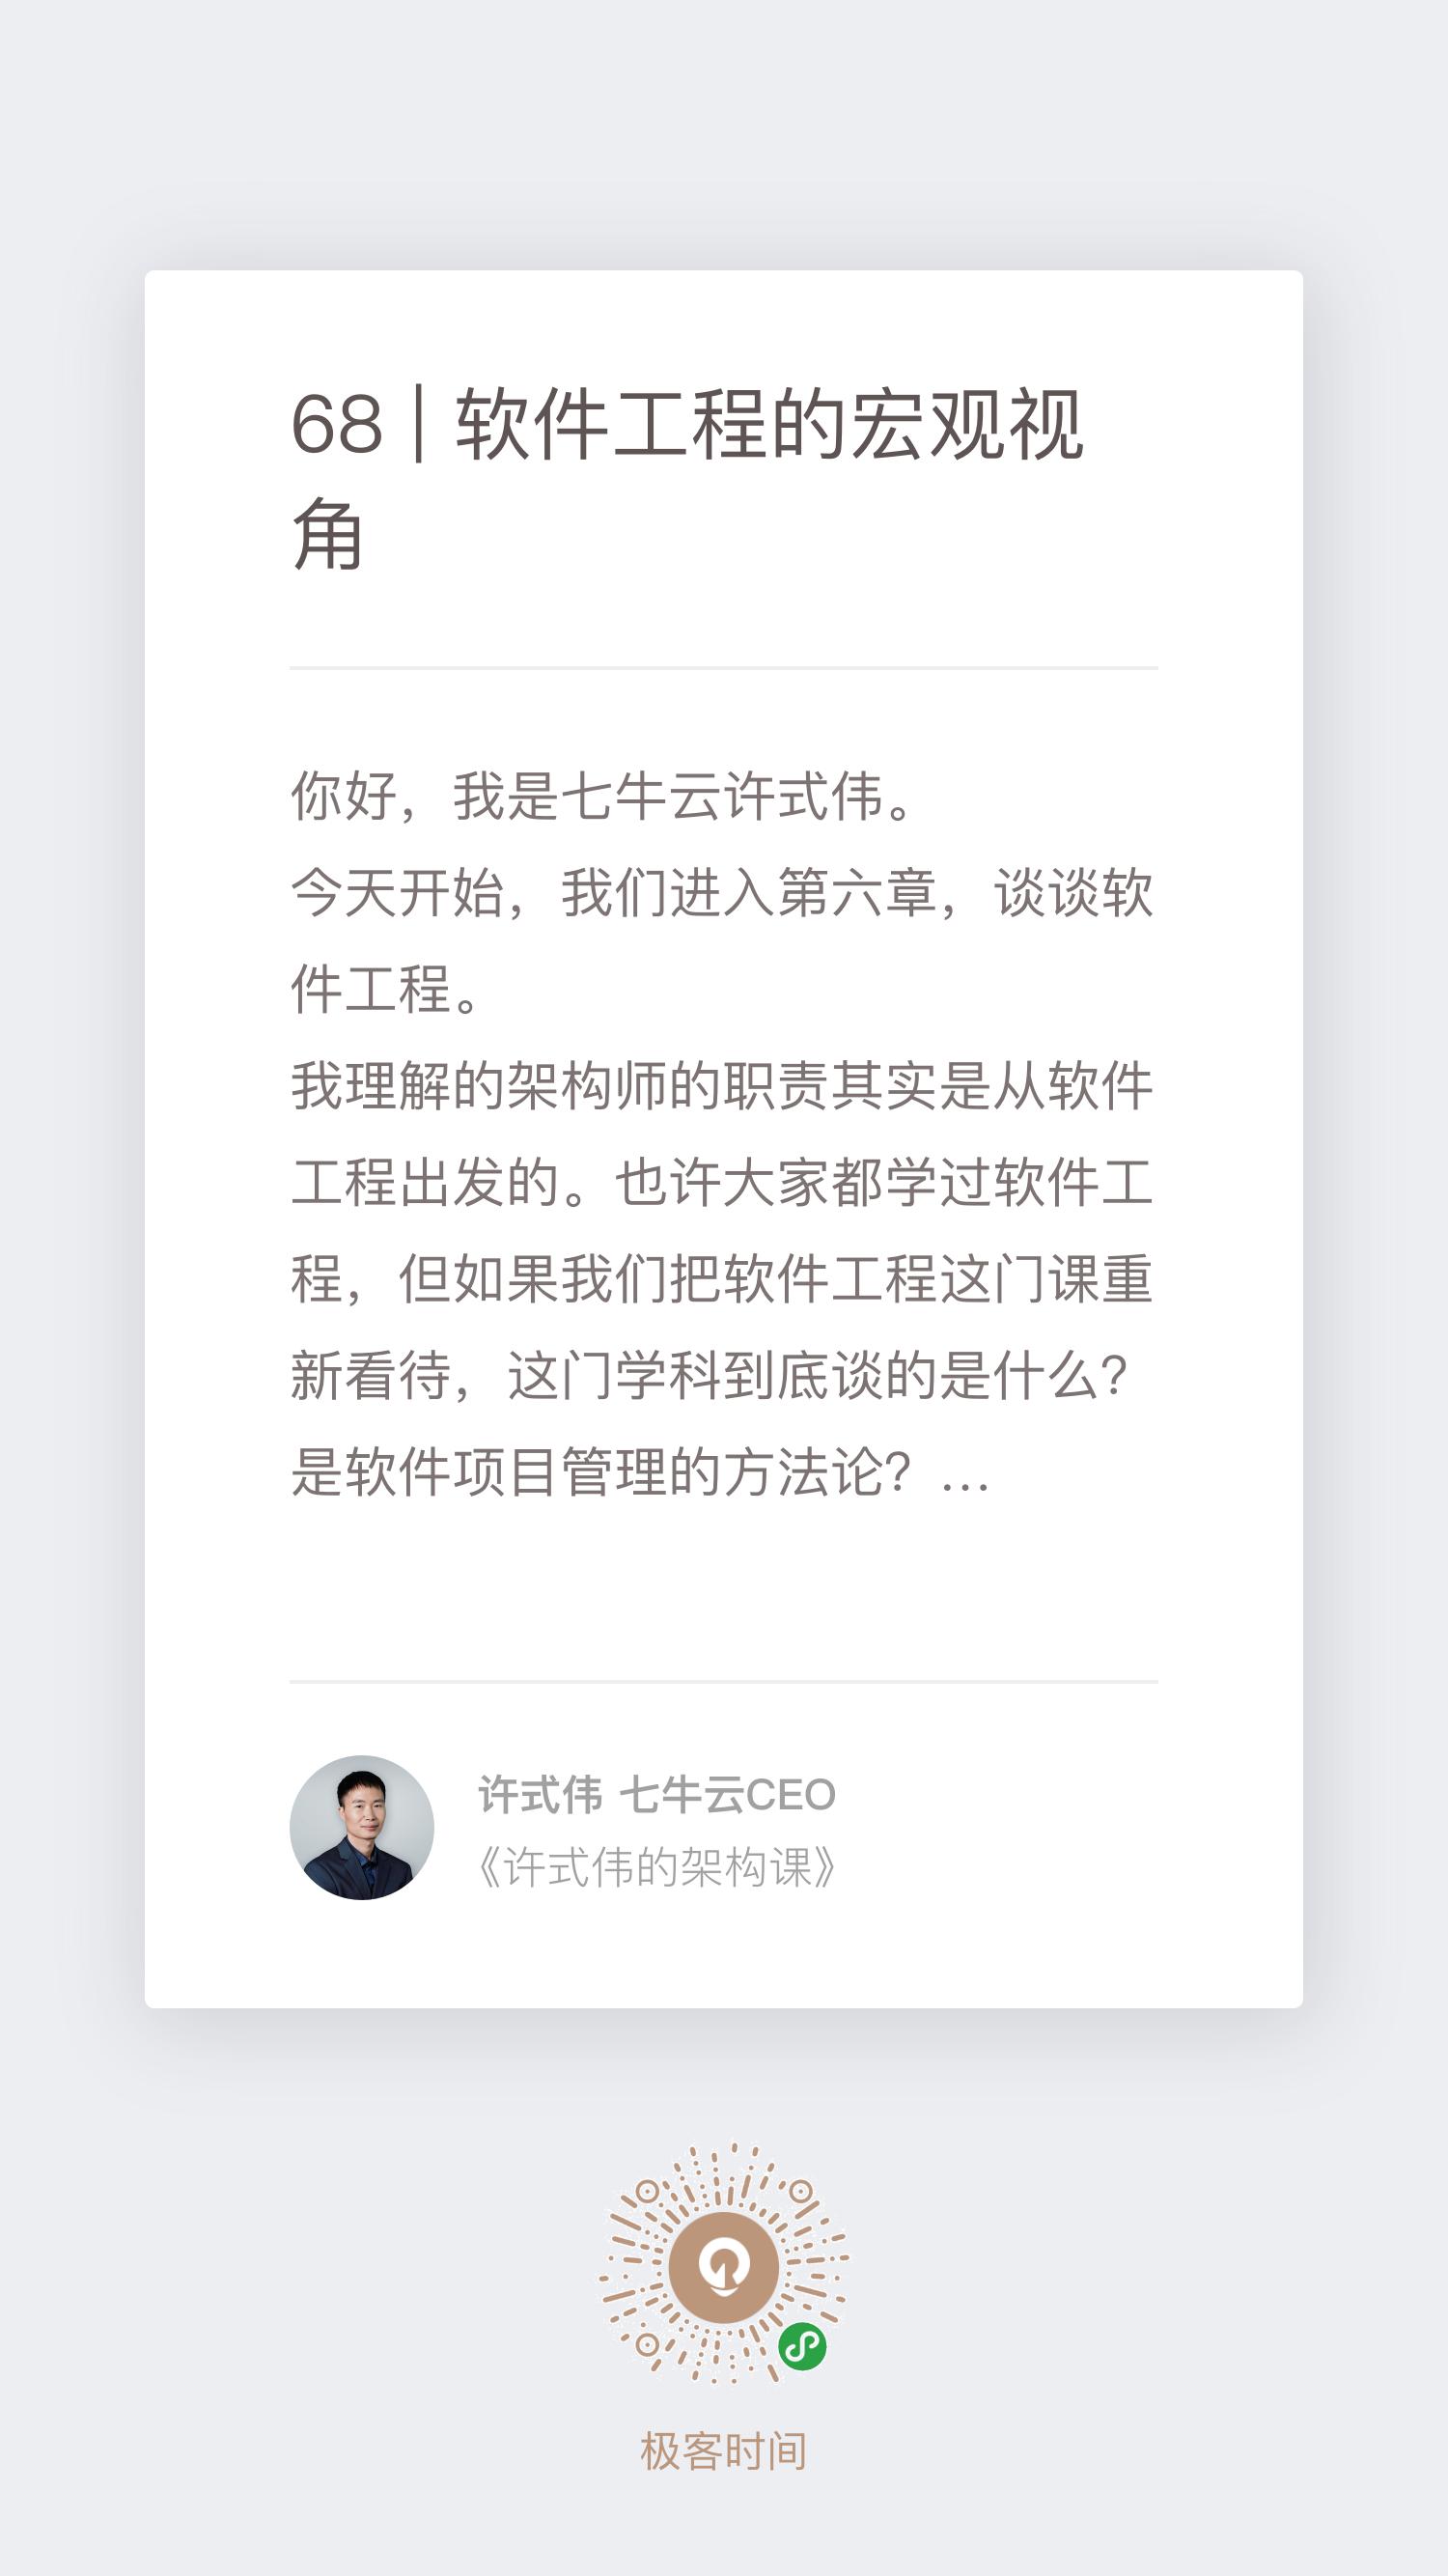 68 | 软件工程的宏观视
角
你好，我是七牛云许式伟。
今天开始，我们进入第六章，谈谈软
件工程。
我理解的架构师的职责其实是从软件
工程出发的。也许大家都学过软件工
程，但如果我们把软件工程这门课重
新看待，这门学科到底谈的是什么？
是软件项目管理的方法论？...
许式伟 七牛云CEO
《许式伟的架构课》
极客时间